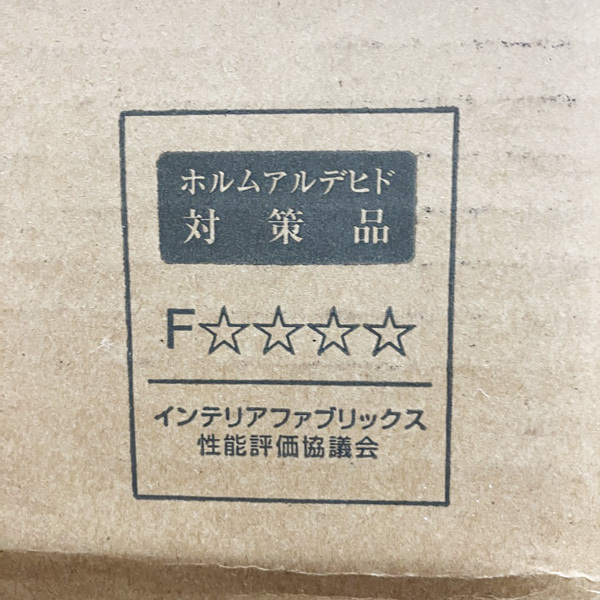 ホルムアルデヒド
対策品
F☆☆☆☆
インテリアファブリックス
性能評価協議会